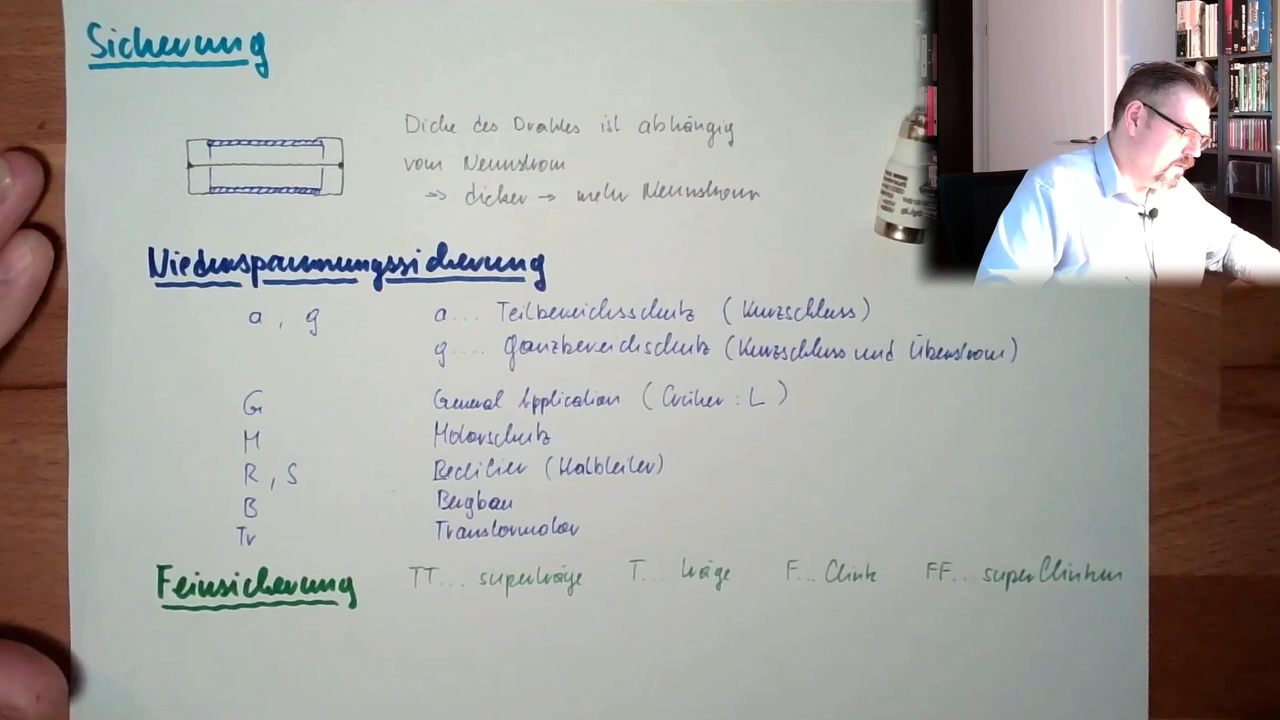 Sicherung
Dicke des Drahtes ist abhängig
vom Nennstrom
=> dicker → mehr Nennstrom
Niederspannungssicherung
a , g a... Teilbereichsschutz (Kurzschluss)
g.... Ganzbereichschutz (Kurzschluss und Überstrom)
G General Application (früher: L)
M Motorschutz
R, S Rectifier (Halbleiter)
B Bergbau
Tr Transformator
Feinsicherung TT... superträge T... träge F... flink FF... superflinken